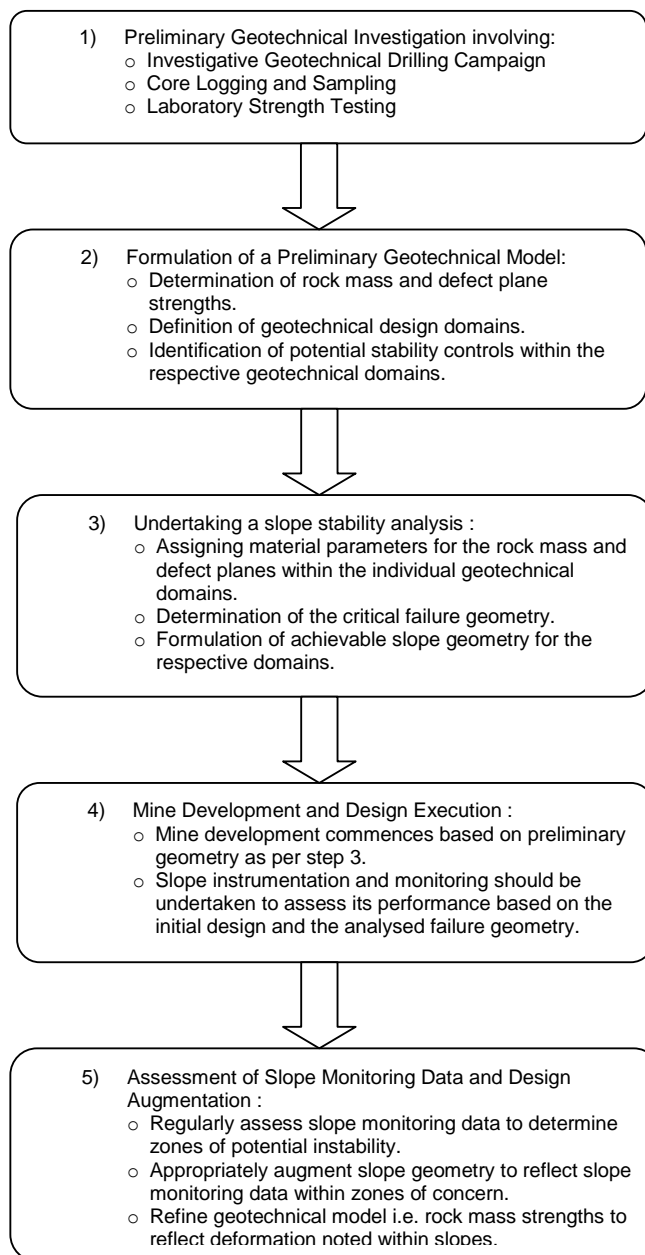 1) Preliminary Geotechnical Investigation involving:
o Investigative Geotechnical Drilling Campaign
o Core Logging and Sampling
o Laboratory Strength Testing
2) Formulation of a Preliminary Geotechnical Model:
o Determination of rock mass and defect plane
strengths.
o Definition of geotechnical design domains.
o Identification of potential stability controls within the
respective geotechnical domains.
3) Undertaking a slope stability analysis :
o Assigning material parameters for the rock mass and
defect planes within the individual geotechnical
domains.
o Determination of the critical failure geometry.
o Formulation of achievable slope geometry for the
respective domains.
4) Mine Development and Design Execution :
o Mine development commences based on preliminary
geometry as per step 3.
o Slope instrumentation and monitoring should be
undertaken to assess its performance based on the
initial design and the analysed failure geometry.
5) Assessment of Slope Monitoring Data and Design
Augmentation :
o Regularly assess slope monitoring data to determine
zones of potential instability.
o Appropriately augment slope geometry to reflect slope
monitoring data within zones of concern.
o Refine geotechnical model i.e. rock mass strengths to
reflect deformation noted within slopes.